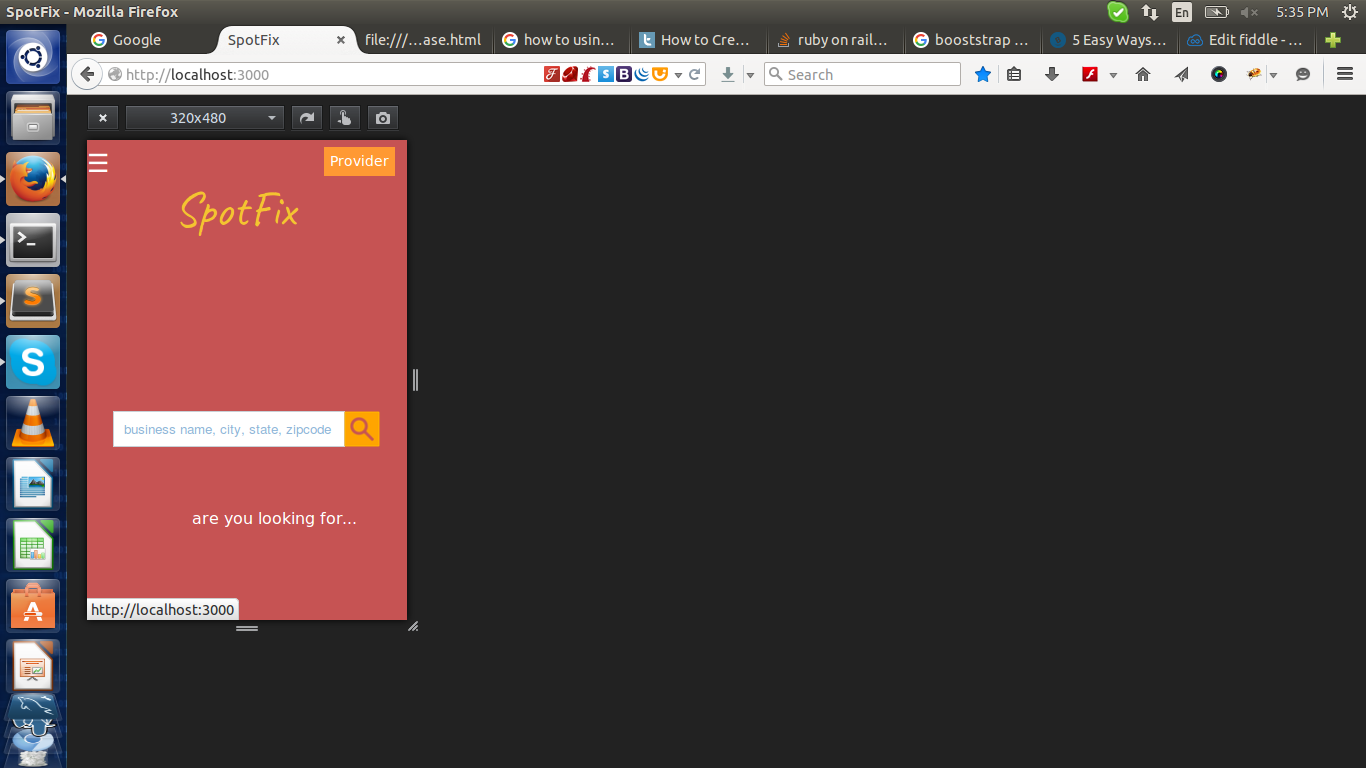 SpotFix - Mozilla Firefox
En
5:35 PM
Google
SpotFix
file:///...ase.html
how to usin...
How to Cre...
ruby on rail...
booststrap ...
5 Easy Ways...
Edit fiddle - ...
http://localhost:3000
Search
320x480
Provider
SpotFix
business name, city, state, zipcode
are you looking for...
http://localhost:3000